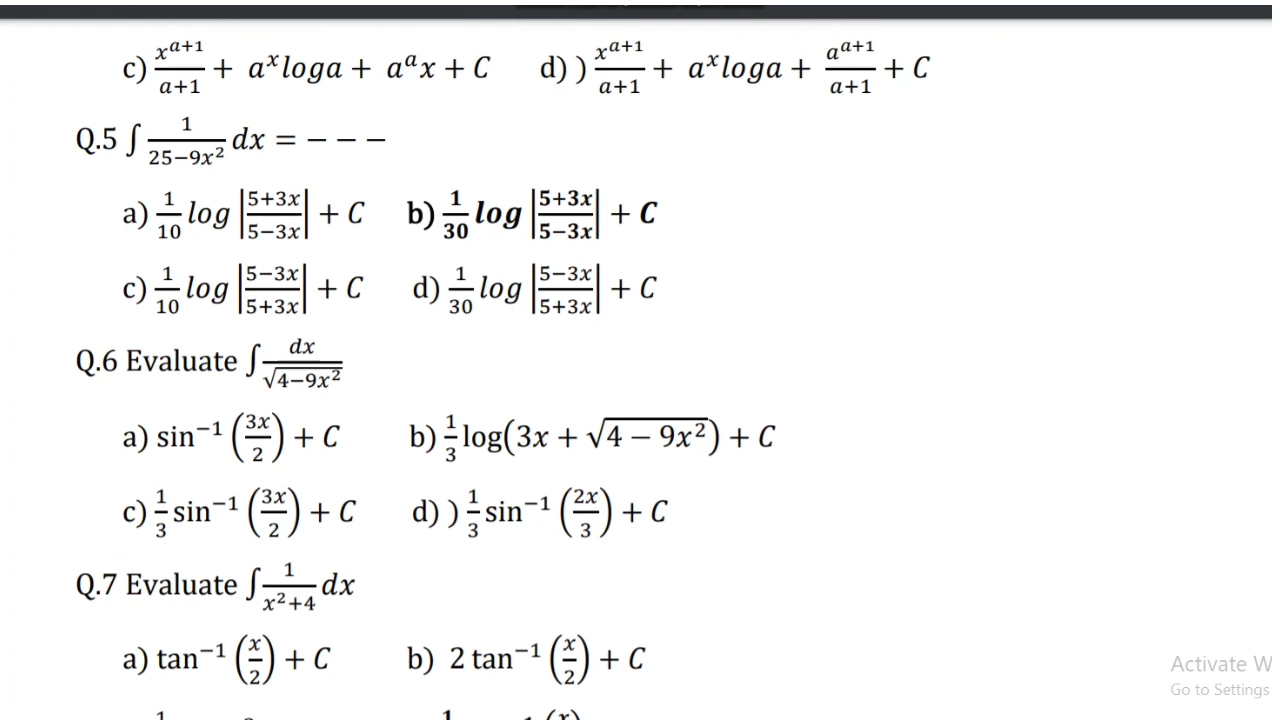 c) x^{a+1}/a+1 + a^x loga + a^a x + C d) ) x^{a+1}/a+1 + a^x loga + a^{a+1}/a+1 + C
Q.5 ∫ 1/25−9x² dx = − − −
a) 1/10 log |5+3x/5−3x| + C b) 1/30 log |5+3x/5−3x| + C
c) 1/10 log |5−3x/5+3x| + C d) 1/30 log |5−3x/5+3x| + C
Q.6 Evaluate ∫ dx/√4−9x²
a) sin⁻¹ (3x/2) + C b) 1/3 log(3x + √4 − 9x²) + C
c) 1/3 sin⁻¹ (3x/2) + C d) ) 1/3 sin⁻¹ (2x/3) + C
Q.7 Evaluate ∫ 1/x²+4 dx
a) tan⁻¹ (x/2) + C b) 2 tan⁻¹ (x/2) + C
Activate W
Go to Settings